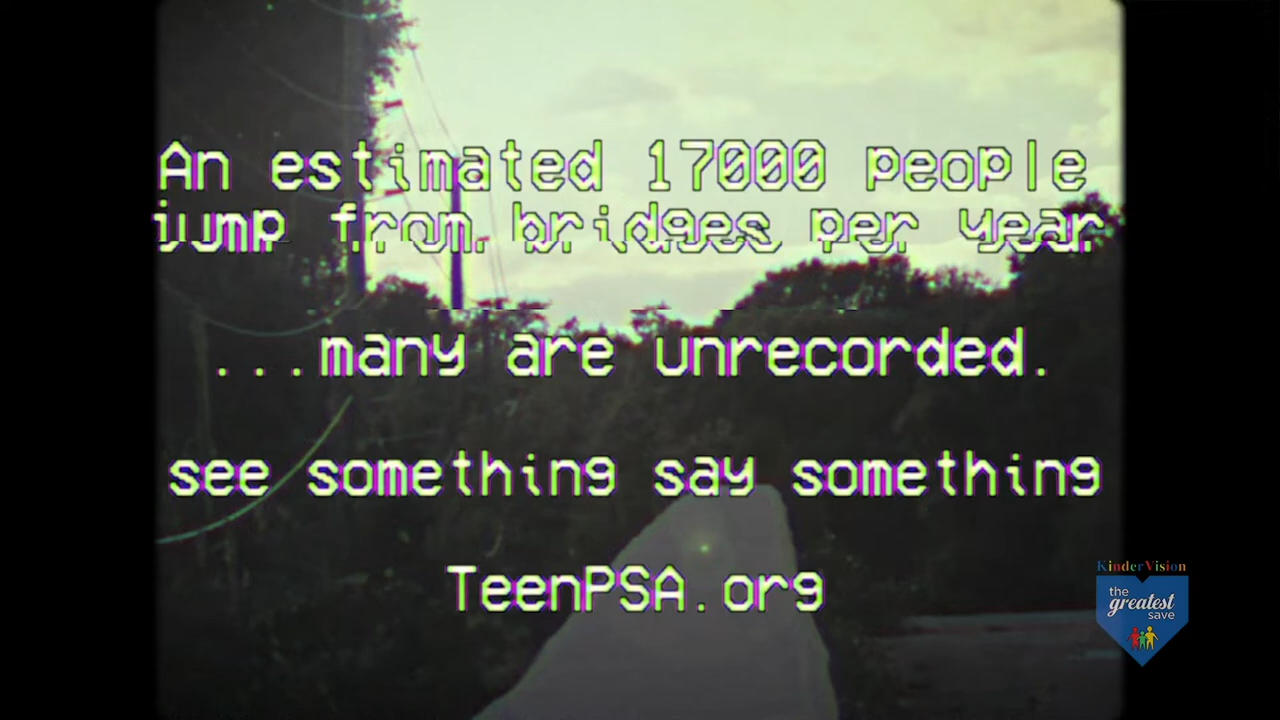 An estimated 17000 people
jump from bridges per year
...many are unrecorded.
see something say something
TeenPSA.org
KinderVision
the
greatest
save